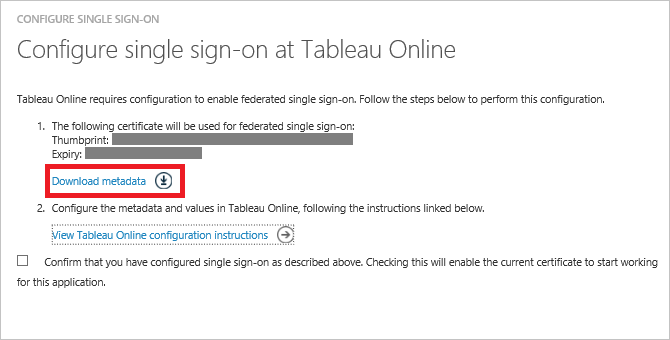 CONFIGURE SINGLE SIGN-ON
Configure single sign-on at Tableau Online
Tableau Online requires configuration to enable federated single sign-on. Follow the steps below to perform this configuration.
1. The following certificate will be used for federated single sign-on:
Thumbprint:
Expiry:
Download metadata
2. Configure the metadata and values in Tableau Online, following the instructions linked below.
View Tableau Online configuration instructions
Confirm that you have configured single sign-on as described above. Checking this will enable the current certificate to start working
for this application.